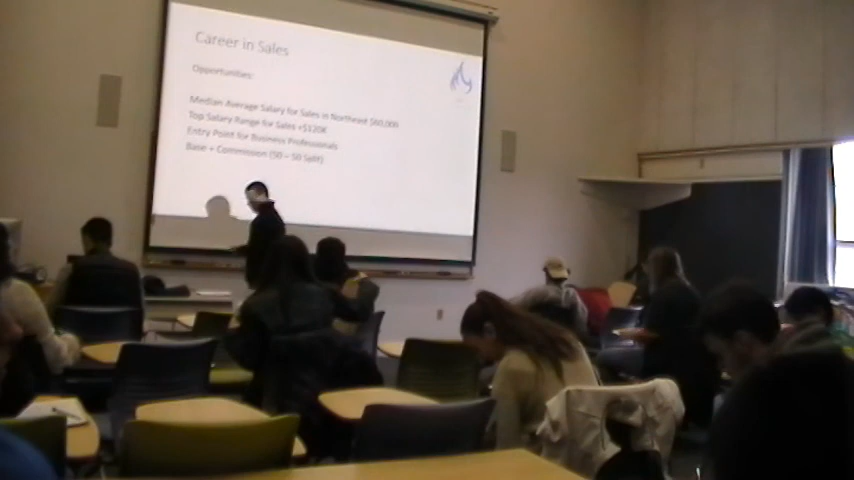 Career in Sales
Opportunities:
Median Average Salary for Sales in Northeast $60,000
Top Salary Range for Sales +$120K
Entry Point for Business Professionals
Base + Commission (50 – 50 Split)